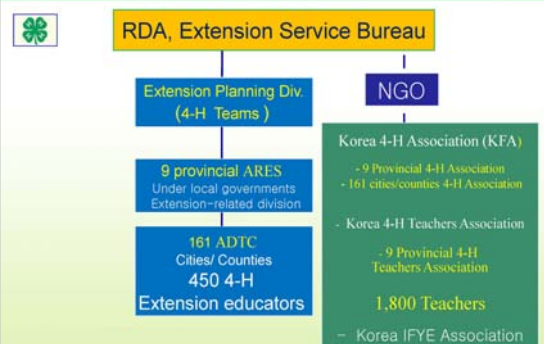 RDA, Extension Service Bureau
Extension Planning Div.
(4-H Teams )
9 provincial ARES
Under local governments
Extension-related division
161 ADTC
Cities/ Counties
450 4-H
Extension educators
NGO
Korea 4-H Association (KFA)
- 9 Provincial 4-H Association
- 161 cities/counties 4-H Association
- Korea 4-H Teachers Association
- 9 Provincial 4-H
Teachers Association
1,800 Teachers
- Korea IFYE Association